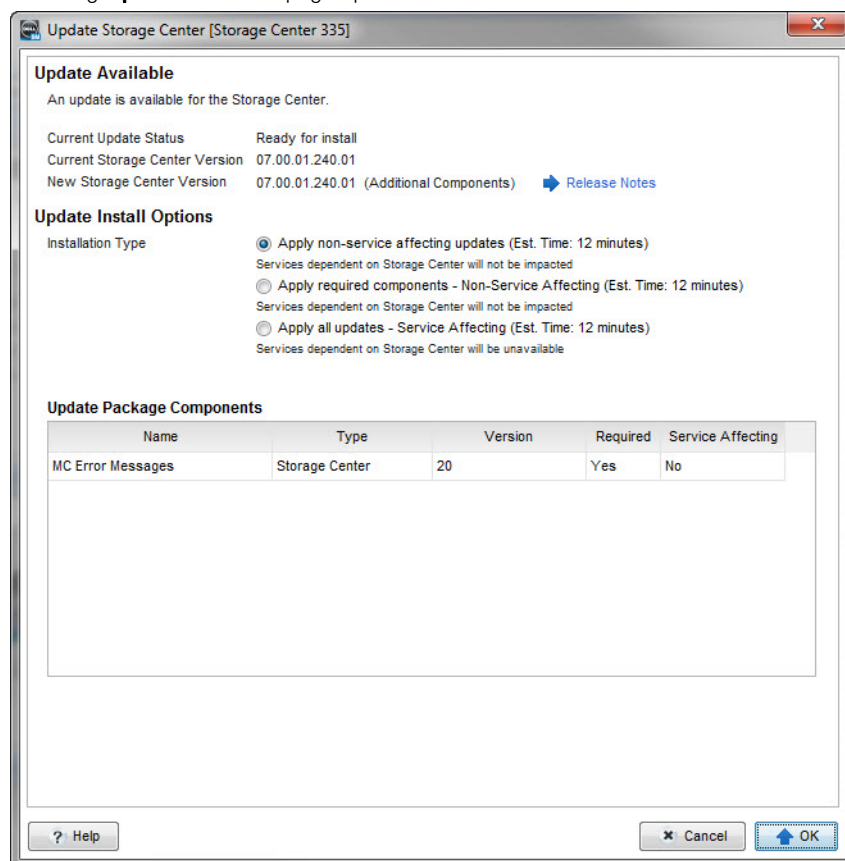 Update Storage Center [Storage Center 335]
Update Available
An update is available for the Storage Center.
Current Update Status Ready for install
Current Storage Center Version 07.00.01.240.01
New Storage Center Version 07.00.01.240.01 (Additional Components) Release Notes
Update Install Options
Installation Type Apply non-service affecting updates (Est. Time: 12 minutes)
Services dependent on Storage Center will not be impacted
Apply required components - Non-Service Affecting (Est. Time: 12 minutes)
Services dependent on Storage Center will not be impacted
Apply all updates - Service Affecting (Est. Time: 12 minutes)
Services dependent on Storage Center will be unavailable
Update Package Components
Name Type Version Required Service Affecting
MC Error Messages Storage Center 20 Yes No
? Help Cancel OK